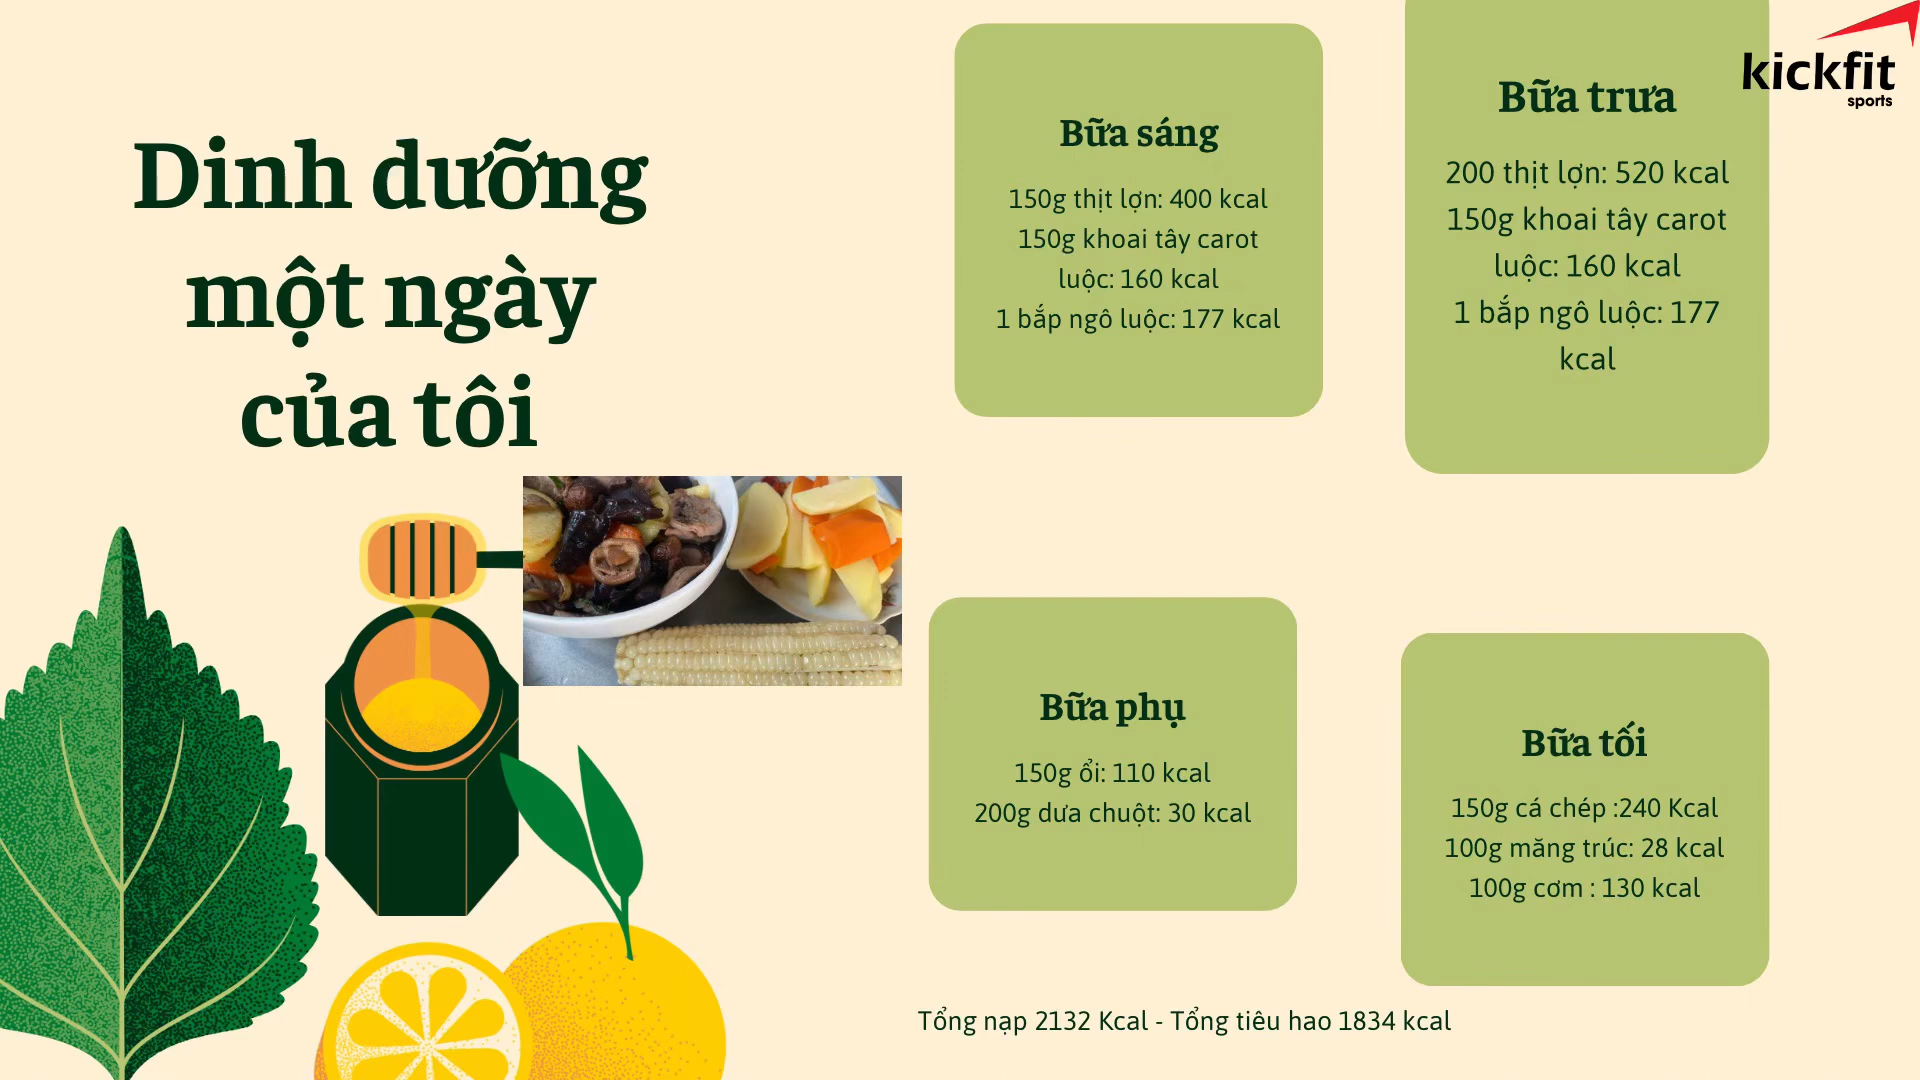 Dinh dưỡng
một ngày
của tôi
Bữa sáng
150g thịt lợn: 400 kcal
150g khoai tây carot
luộc: 160 kcal
1 bắp ngô luộc: 177 kcal
Bữa trưa
200 thịt lợn: 520 kcal
150g khoai tây carot
luộc: 160 kcal
1 bắp ngô luộc: 177
kcal
kickfit
sports
Bữa phụ
150g ổi: 110 kcal
200g dưa chuột: 30 kcal
Bữa tối
150g cá chép :240 Kcal
100g măng trúc: 28 kcal
100g cơm : 130 kcal
Tổng nạp 2132 Kcal - Tổng tiêu hao 1834 kcal